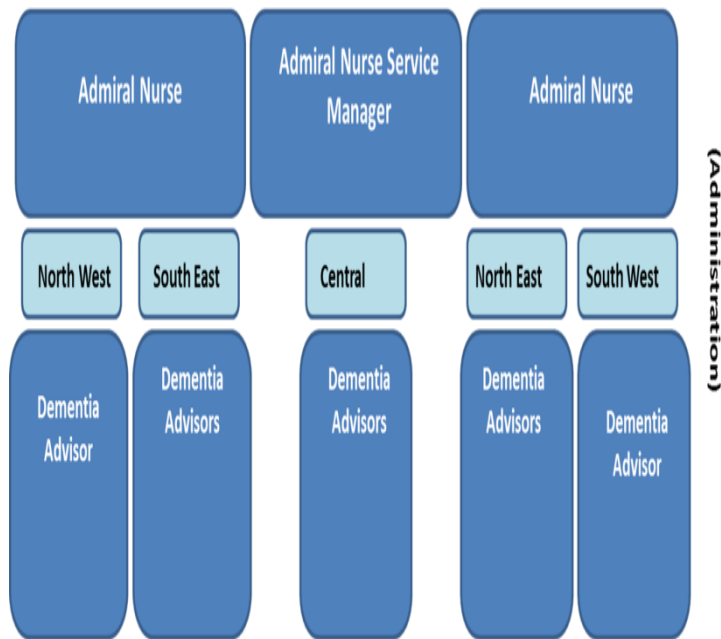 Admiral Nurse
Admiral Nurse Service
Manager
Admiral Nurse
(Administration)
North West
South East
Central
North East
South West
Dementia
Advisor
Dementia
Advisors
Dementia
Advisors
Dementia
Advisors
Dementia
Advisor